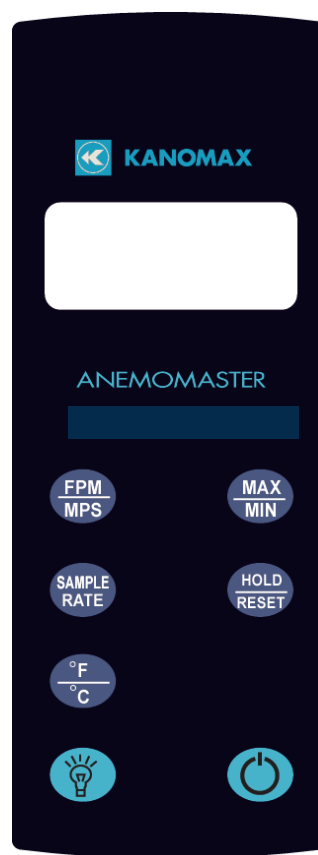 KANOMAX
ANEMOMASTER
FPM
MPS
MAX
MIN
SAMPLE
RATE
HOLD
RESET
°F
°C